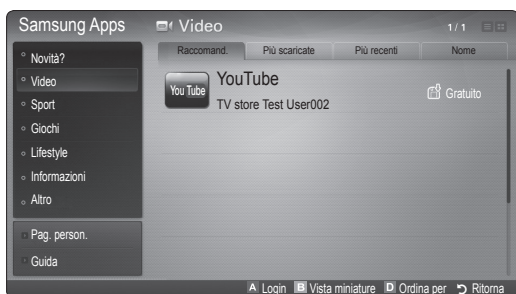 Samsung Apps
Video
1/1
Novità?
Video
Sport
Giochi
Lifestyle
Informazioni
Altro
Pag. person.
Guida
Raccomand. Più scaricate Più recenti Nome
You Tube
YouTube
TV store Test User002
Gratuito
A Login B Vista miniature D Ordina per Ritorna